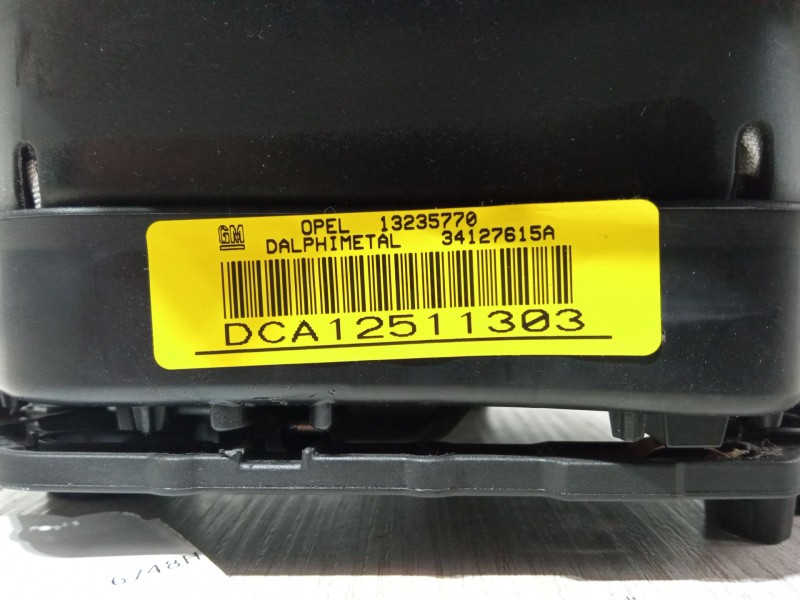 GM
OPEL 13235770
DALPHIMETAL 34127615A
DCA12511303